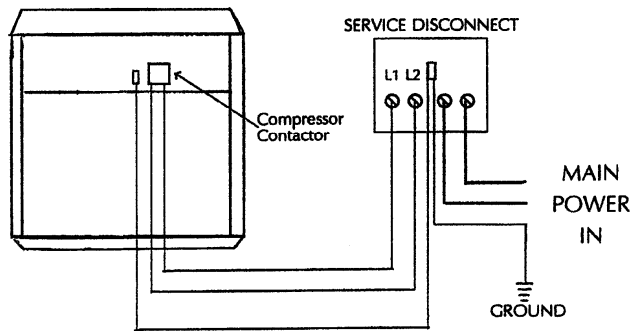 SERVICE DISCONNECT
L1 L2
Compressor
Contactor
MAIN
POWER
IN
GROUND